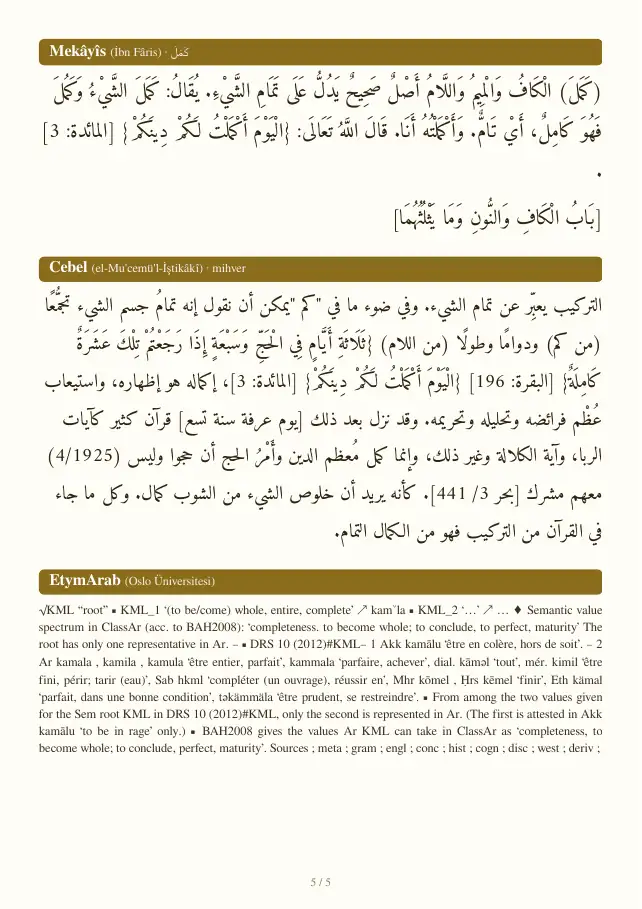 Mekâyîs (İbn Fâris) · كَمَلَ
(كَمَلَ) الْكَافُ وَالْمِيمُ وَاللَّامُ أَصْلٌ صَحِيحٌ يَدُلُّ عَلَى تَمَامِ الشَّيْءِ. يُقَالُ: كَمَلَ الشَّيْءُ وَكَمُلَ
فَهُوَ كَامِلٌ، أَيْ تَامٌّ. وَأَكْمَلْتُهُ أَنَا. قَالَ اللَّهُ تَعَالَى: {الْيَوْمَ أَكْمَلْتُ لَكُمْ دِينَكُمْ} [المائدة: 3]
.
[بَابُ الْكَافِ وَالنُّونِ وَمَا يَثْلُثُهُمَا]
Cebel (el-Mu'cemü'l-İştikâkî) · mihver
التركيب يعبِّر عن تمام الشيء. وفي ضوء ما في "كم "يمكن أن نقول إنه تمامُ جسم الشيء تجمُّعًا
(من كم) ودوامًا وطولًا (من اللام) {ثَلَاثَةِ أَيَّامٍ فِي الْحَجِّ وَسَبْعَةٍ إِذَا رَجَعْتُمْ تِلْكَ عَشَرَةٌ
كَامِلَةٌ} [البقرة: 196] {الْيَوْمَ أَكْمَلْتُ لَكُمْ دِينَكُمْ} [المائدة: 3]، إكماله هو إظهاره، واستيعاب
عُظْم فرائضه وتحليله وتحريمه. وقد نزل بعد ذلك [يوم عرفة سنة تسع] قرآن كثير كآيات
الربا، وآية الكلالة وغير ذلك، وإنما كمل مُعظم الدين وأَمْرُ الحج أن حجوا وليس (4/1925)
معهم مشرك [بحر 3/ 441]. كأنه يريد أن خلوص الشيء من الشوب كمال. وكل ما جاء
في القرآن من التركيب فهو من الكمال التمام.
EtymArab (Oslo Üniversitesi)
√KML “root” ▪ KML_1 ‘(to be/come) whole, entire, complete’ ↗ kamˇla ▪ KML_2 ‘…’ ↗ … ♦ Semantic value
spectrum in ClassAr (acc. to BAH2008): ‘completeness. to become whole; to conclude, to perfect, maturity’ The
root has only one representative in Ar. – ▪ DRS 10 (2012)#KML– 1 Akk kamālu ‘être en colère, hors de soit’. – 2
Ar kamala , kamila , kamula ‘être entier, parfait’, kammala ‘parfaire, achever’, dial. kāməl ‘tout’, mér. kimil ‘être
fini, périr; tarir (eau)’, Sab hkml ‘compléter (un ouvrage), réussir en’, Mhr kōmel , Ḥrs kēmel ‘finir’, Eth kämal
‘parfait, dans une bonne condition’, təkämmäla ‘être prudent, se restreindre’. ▪ From among the two values given
for the Sem root KML in DRS 10 (2012)#KML, only the second is represented in Ar. (The first is attested in Akk
kamālu ‘to be in rage’ only.) ▪ BAH2008 gives the values Ar KML can take in ClassAr as ‘completeness, to
become whole; to conclude, perfect, maturity’. Sources ; meta ; gram ; engl ; conc ; hist ; cogn ; disc ; west ; deriv ;
5 / 5